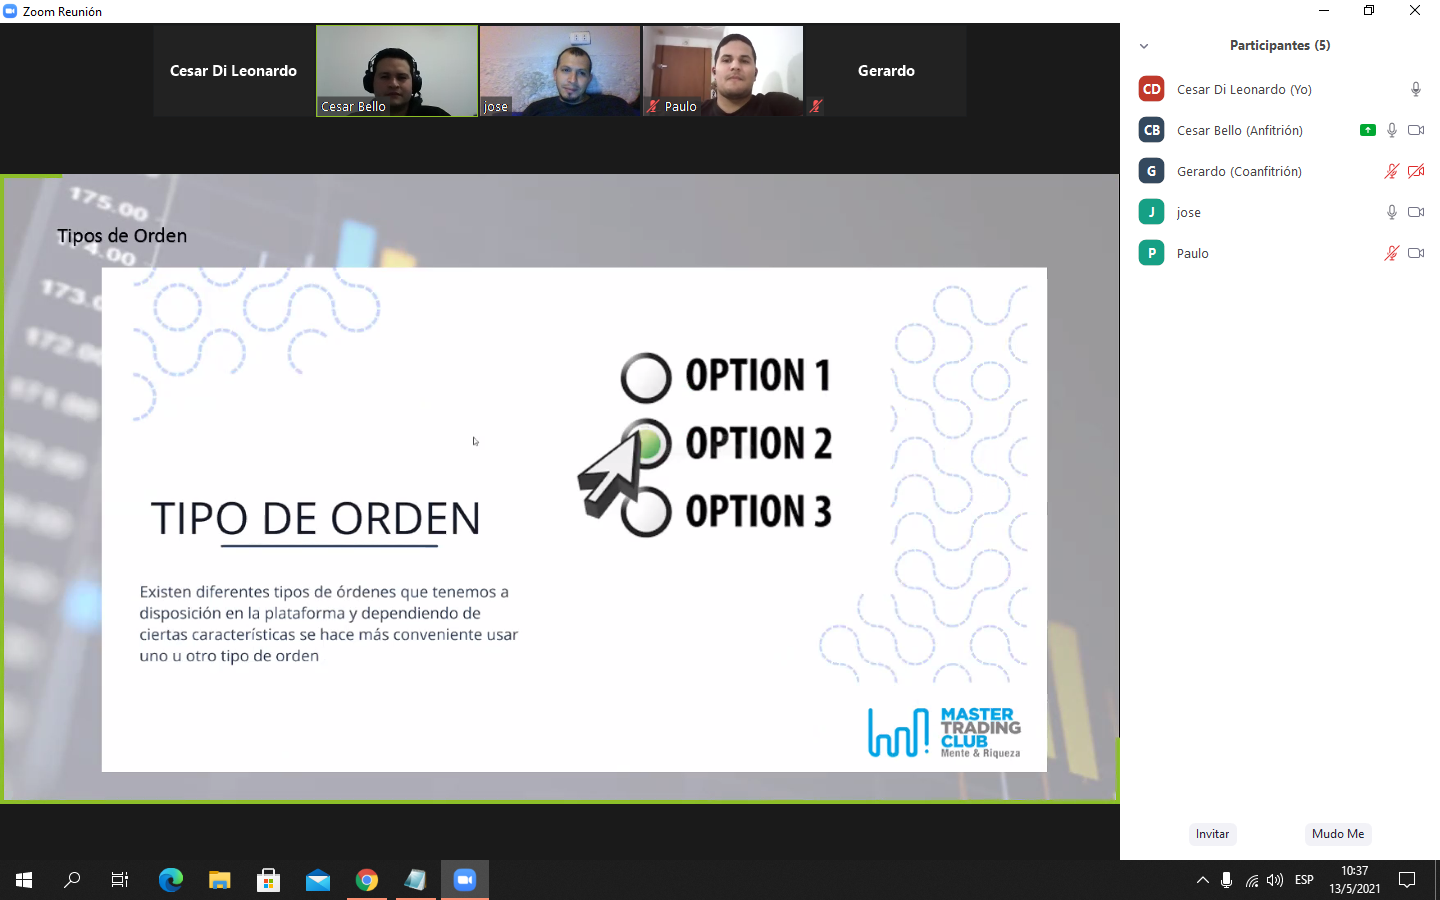 Zoom Reunión
Cesar Di Leonardo
Cesar Bello
jose
Paulo
Gerardo
Participantes (5)
CD Cesar Di Leonardo (Yo)
CB Cesar Bello (Anfitrión)
G Gerardo (Coanfitrión)
J jose
P Paulo
175.00
174.00
Tipos de Orden
173.0
172.00
171.00
OPTION 1
OPTION 2
OPTION 3
TIPO DE ORDEN
Existen diferentes tipos de órdenes que tenemos a
disposición en la plataforma y dependiendo de
ciertas características se hace más conveniente usar
uno u otro tipo de orden
MASTER
TRADING
CLUB
Mente & Riqueza
Invitar
Mudo Me
ESP
10:37
13/5/2021